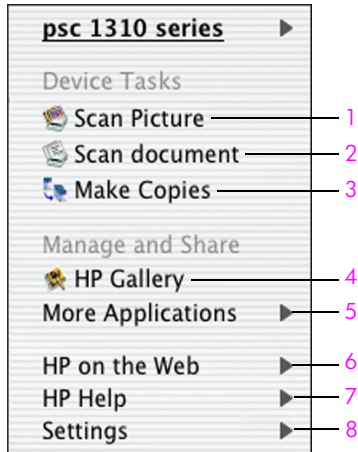 psc 1310 series
Device Tasks
Scan Picture 1
Scan document 2
Make Copies 3
Manage and Share
HP Gallery 4
More Applications 5
HP on the Web 6
HP Help 7
Settings 8